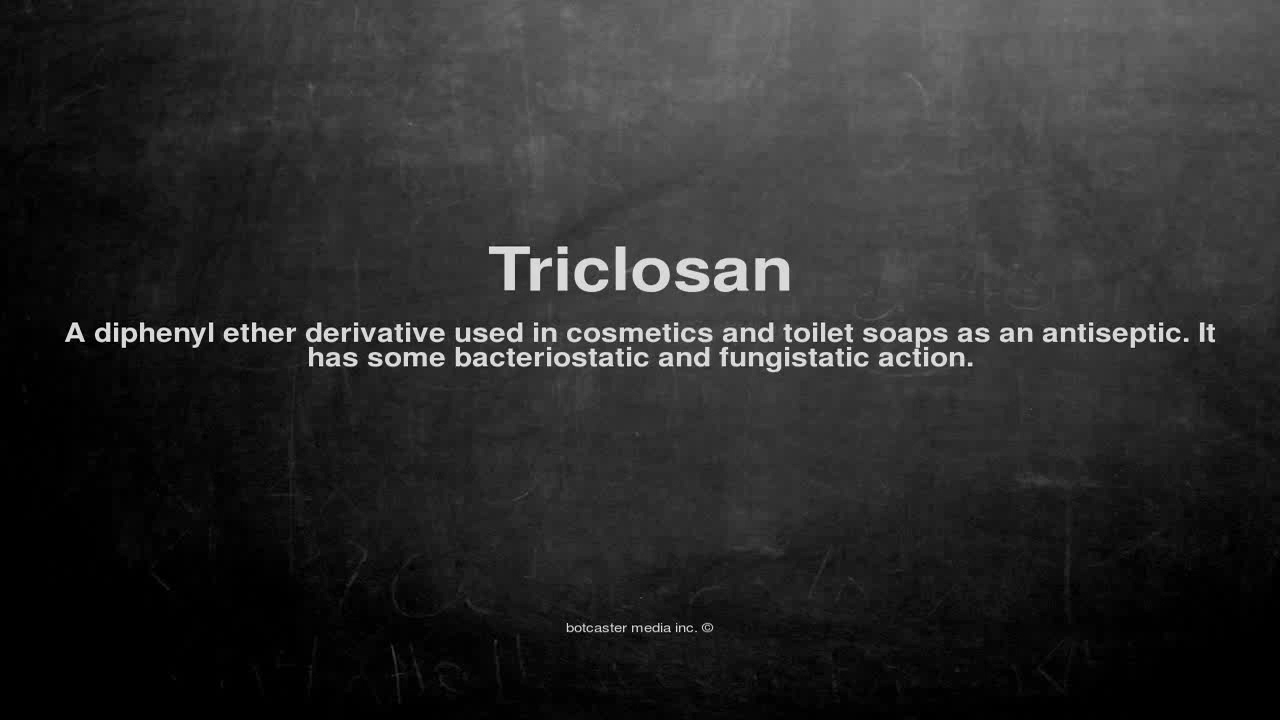 Triclosan
A diphenyl ether derivative used in cosmetics and toilet soaps as an antiseptic. It
has some bacteriostatic and fungistatic action.
botcaster media inc. ©